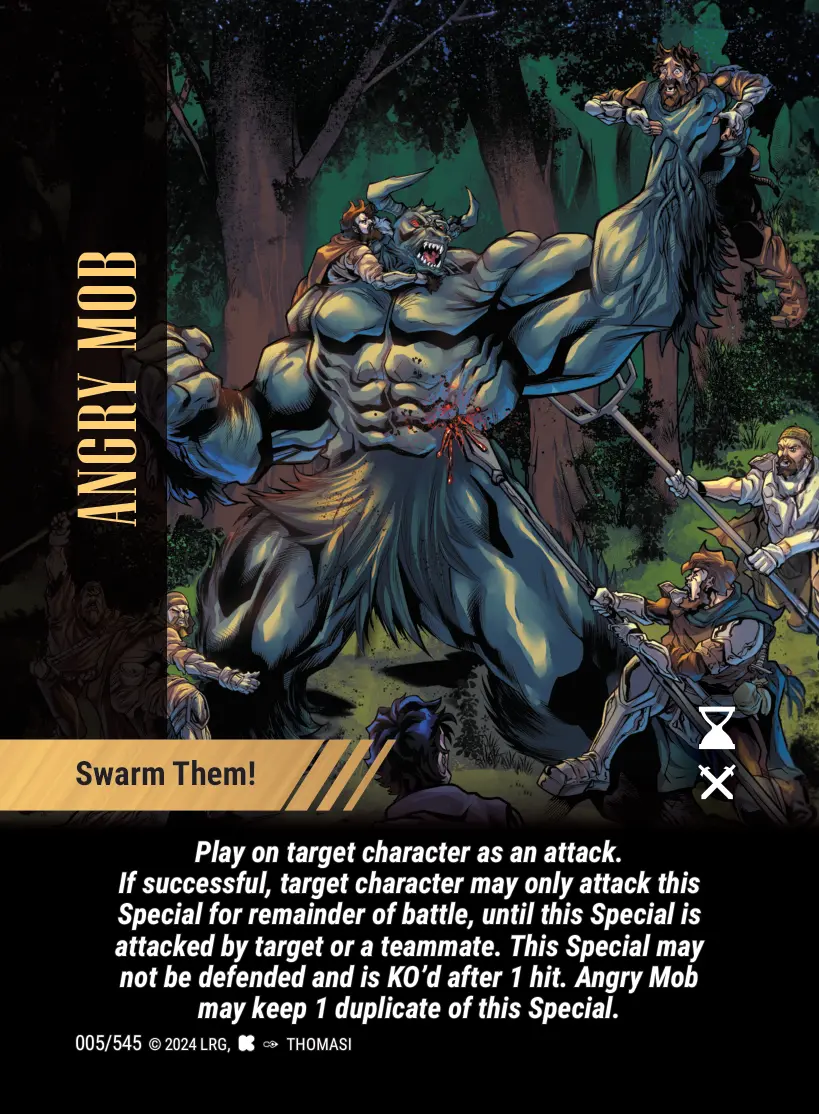 ANGRY MOB
Swarm Them!
Play on target character as an attack.
If successful, target character may only attack this
Special for remainder of battle, until this Special is
attacked by target or a teammate. This Special may
not be defended and is KO’d after 1 hit. Angry Mob
may keep 1 duplicate of this Special.
005/545 © 2024 LRG, THOMASI